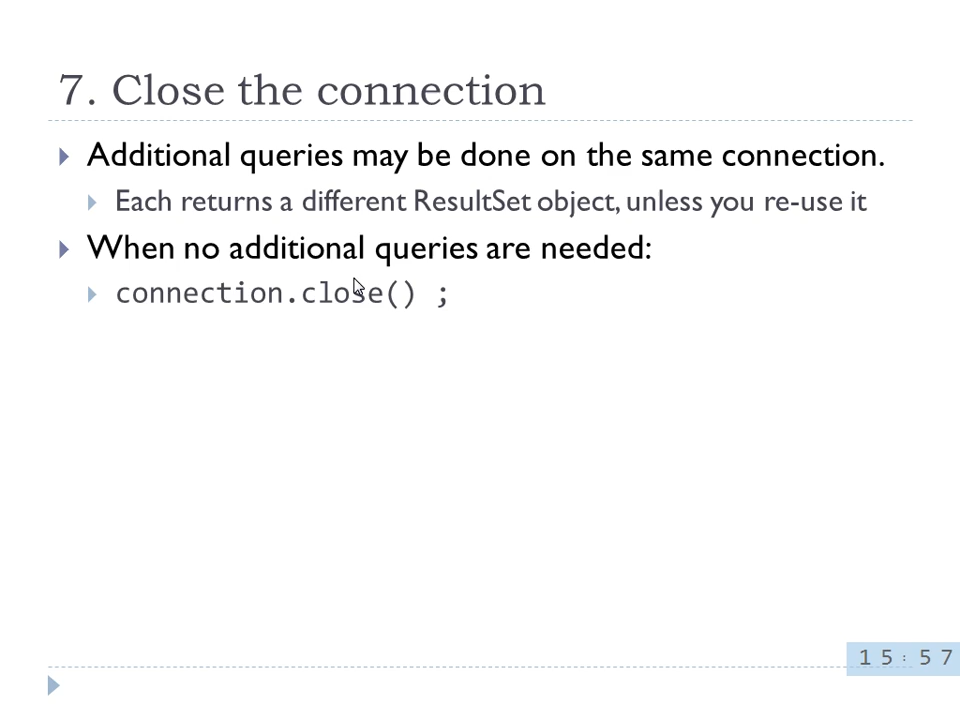 7. Close the connection
Additional queries may be done on the same connection.
Each returns a different ResultSet object, unless you re-use it
When no additional queries are needed:
connection.close() ;
15:57